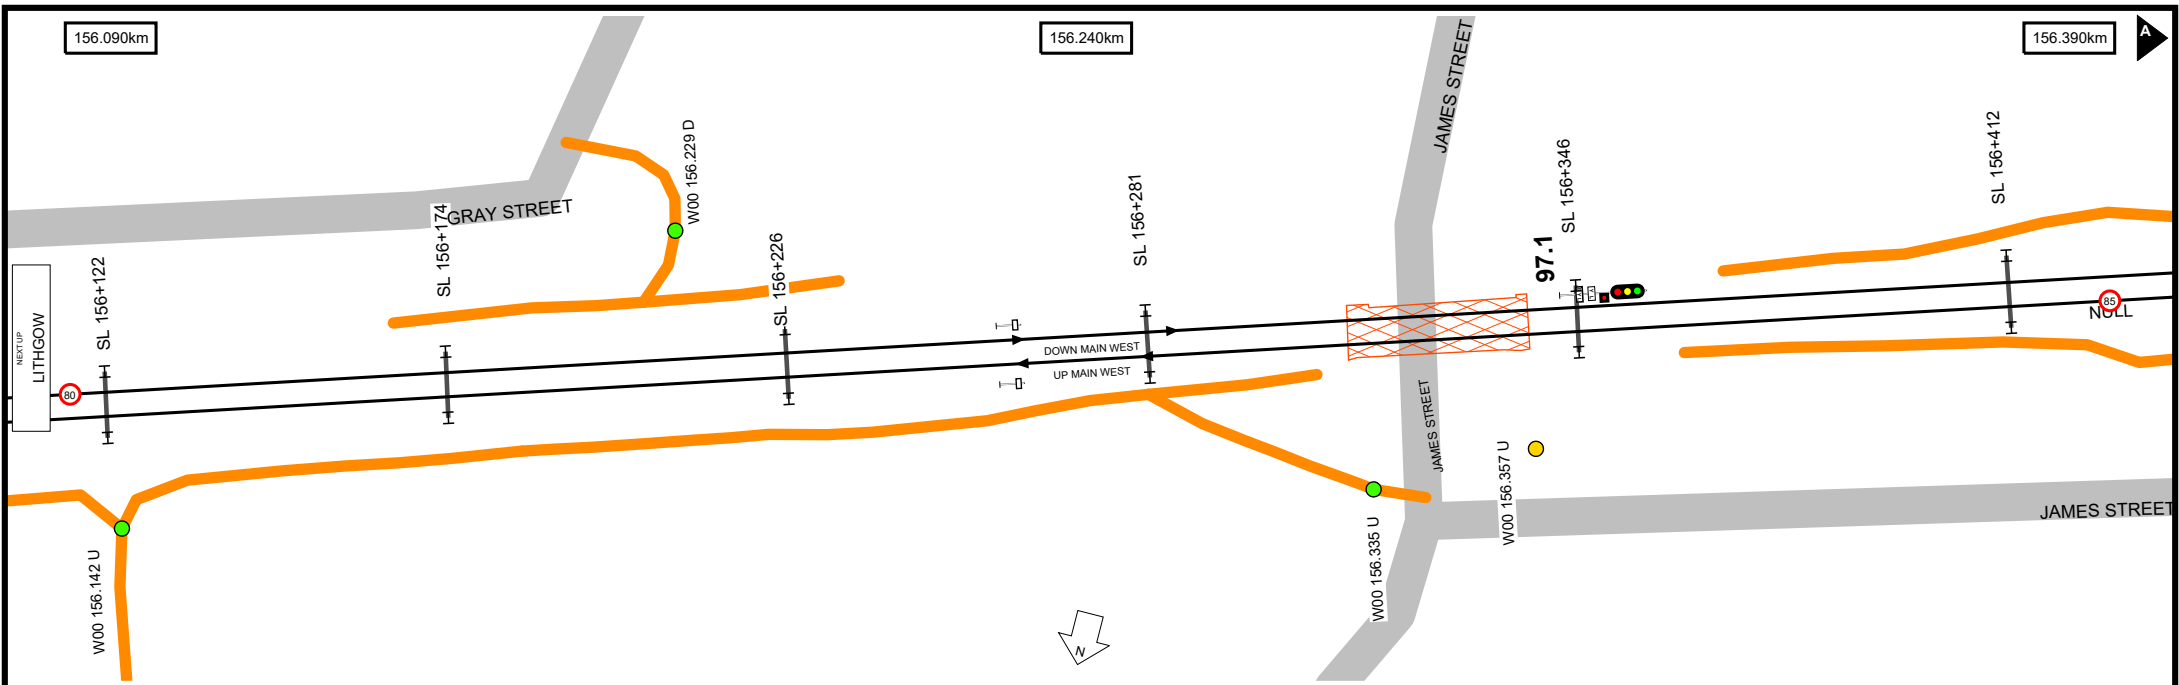 156.090km
156.240km
156.390km
A
JAMES STREET
W00 156.229 D
SL 156+412
SL 156+346
SL 156+281
SL 156+174
GRAY STREET
SL 156+226
97.1
SL 156+122
NEXT UP
LITHGOW
85
NULL
DOWN MAIN WEST
UP MAIN WEST
80
JAMES STREET
W00 156.357 U
JAMES STREET
W00 156.335 U
W00 156.142 U
N